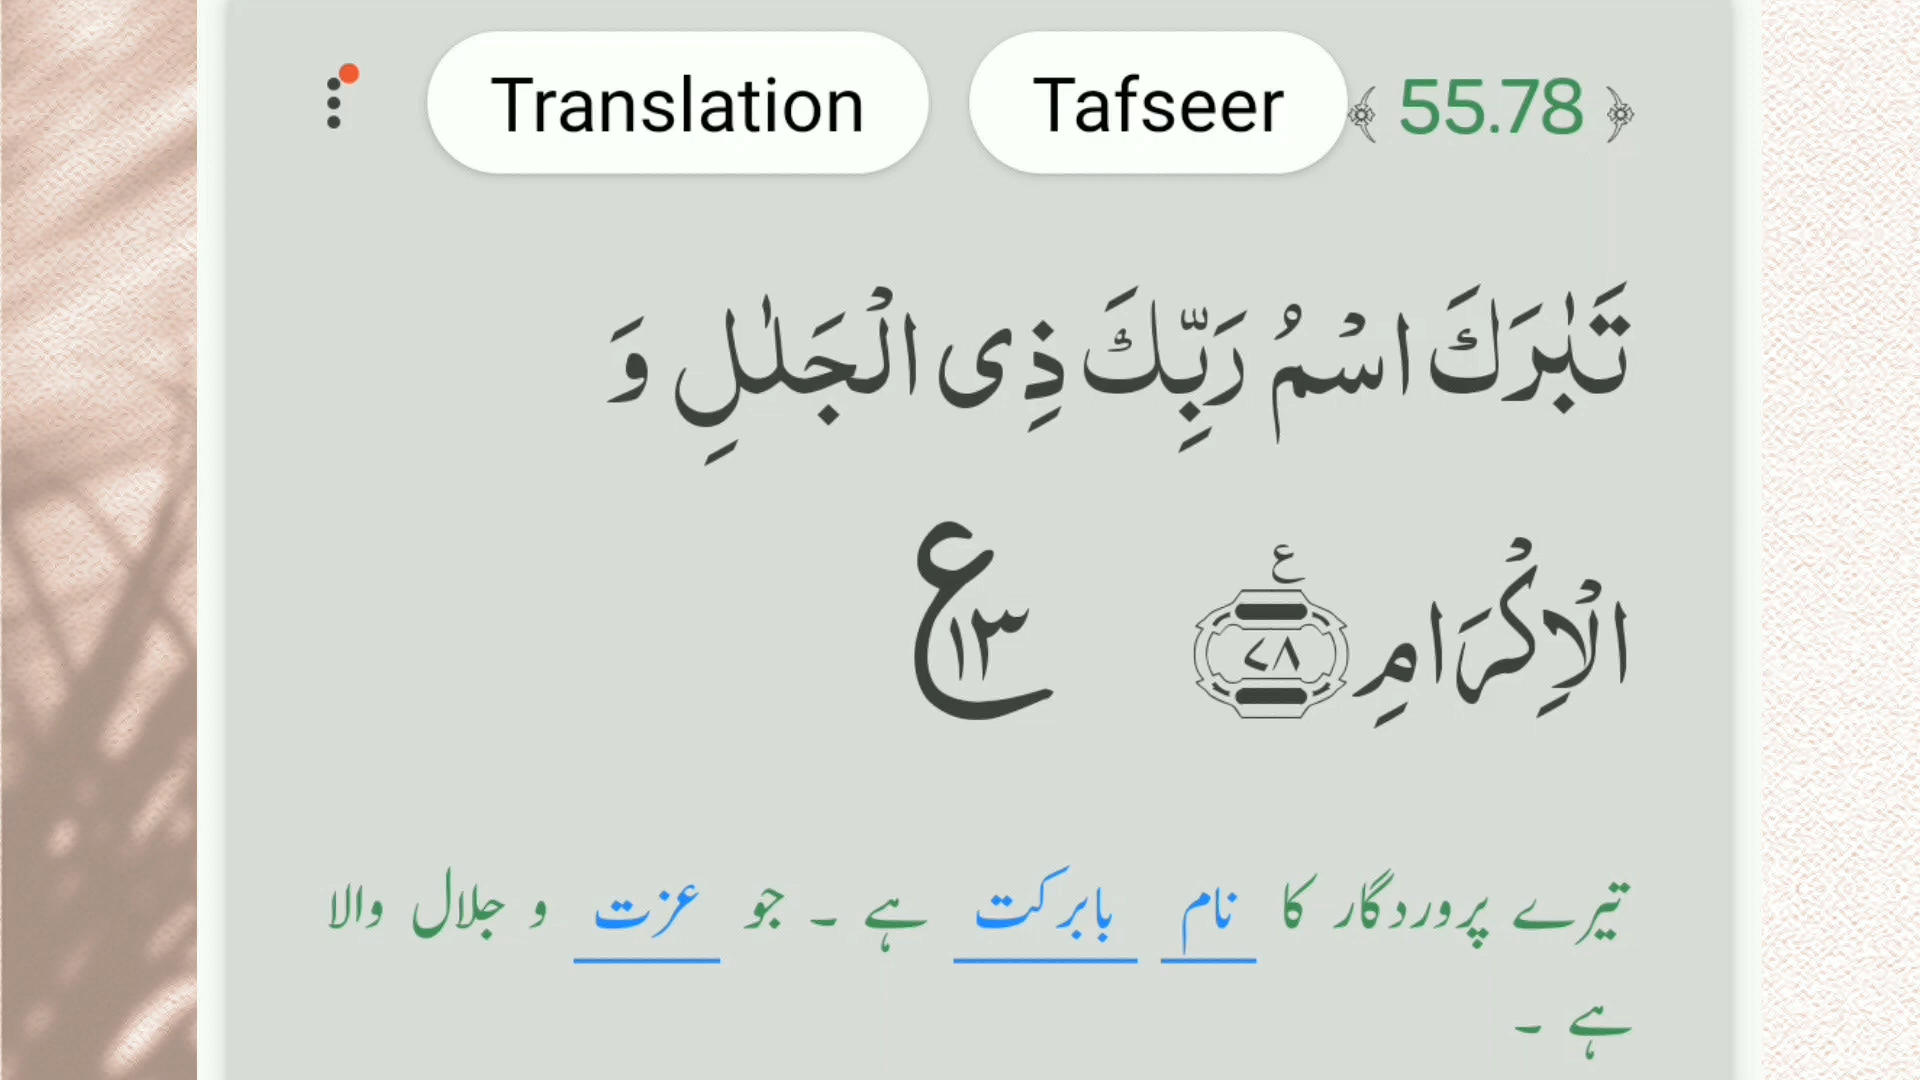 Translation Tafseer ﴾ 55.78 ﴿
تَبٰرَكَ اسْمُ رَبِّكَ ذِی الْجَلٰلِ وَ
الْاِكْرَامِ ۧ ۷۸ ع ۱۳
تیرے پروردگار کا نام بابرکت ہے ۔ جو عزت و جلال والا
ہے ۔